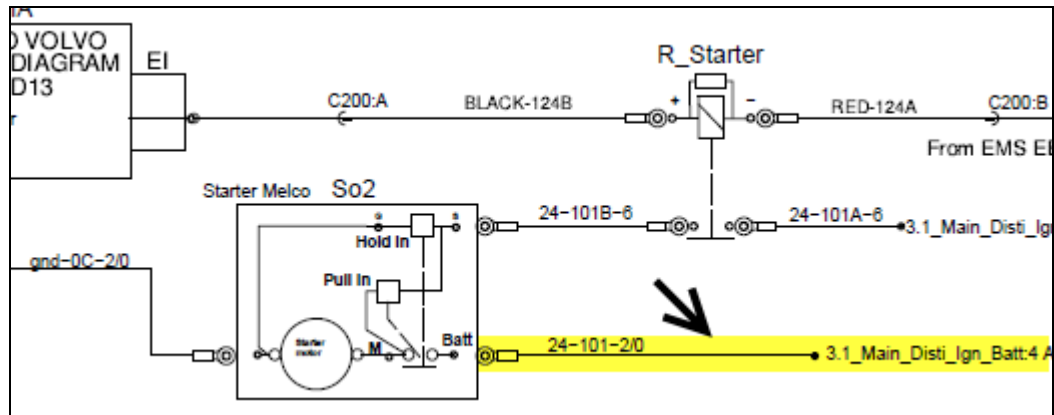 VOLVO
DIAGRAM
D13
EI
C200:A
BLACK-124B
R_Starter
+
-
RED-124A
C200:B
From EMS
Starter Melco So2
24-101B-6
24-101A-6
3.1_Main_Disti_Ig
G
S
Hold In
gnd-0C-2/0
Pull In
Starter
motor
M
Batt
24-101-2/0
3.1_Main_Disti_Ign_Batt:4 A